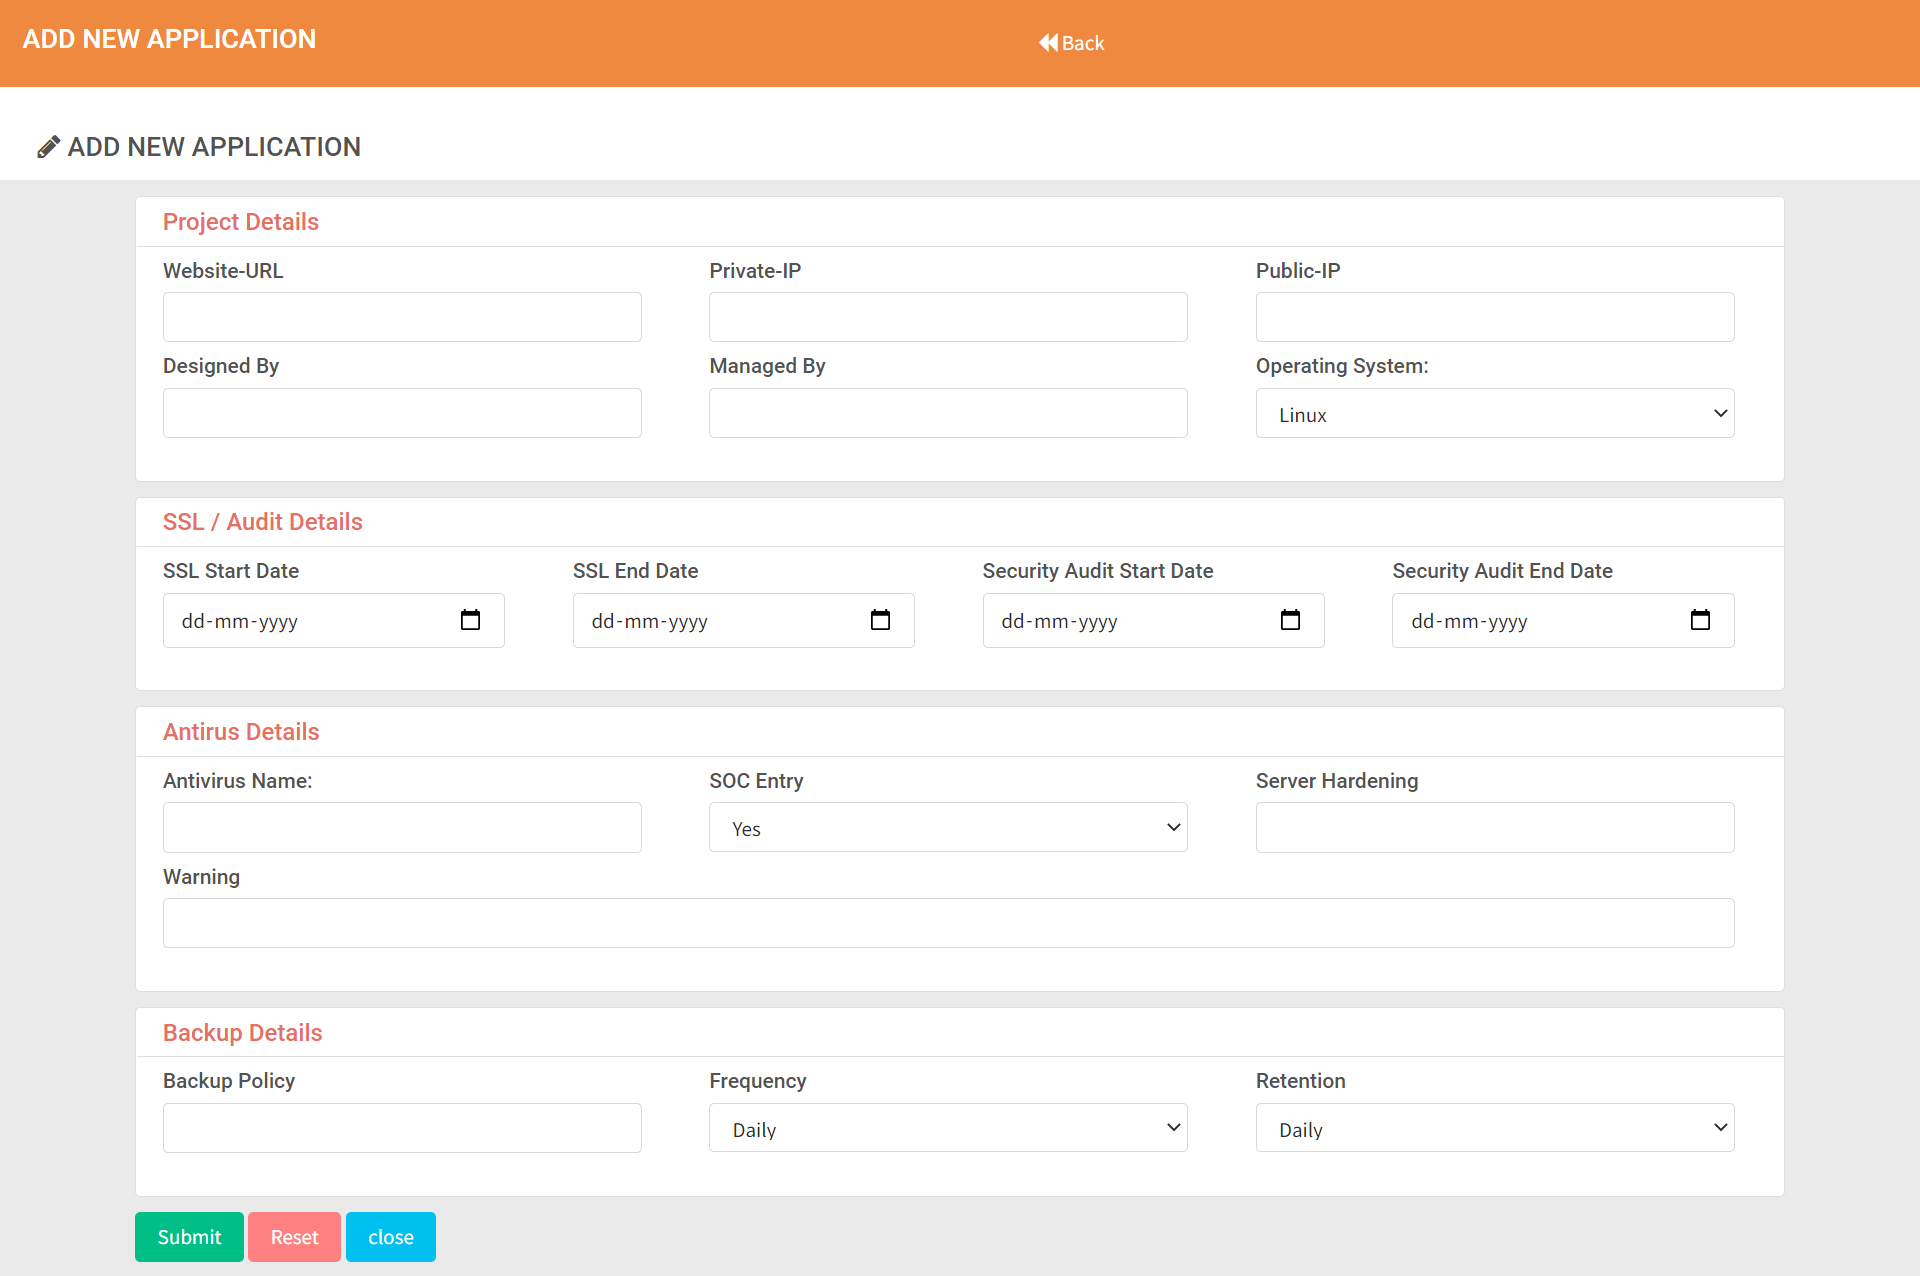 ADD NEW APPLICATION
Back
ADD NEW APPLICATION
Project Details
Website-URL Private-IP Public-IP
Designed By Managed By Operating System:
Linux
SSL / Audit Details
SSL Start Date SSL End Date Security Audit Start Date Security Audit End Date
dd-mm-yyyy dd-mm-yyyy dd-mm-yyyy dd-mm-yyyy
Antirus Details
Antivirus Name: SOC Entry Server Hardening
Yes
Warning
Backup Details
Backup Policy Frequency Retention
Daily Daily
Submit Reset close